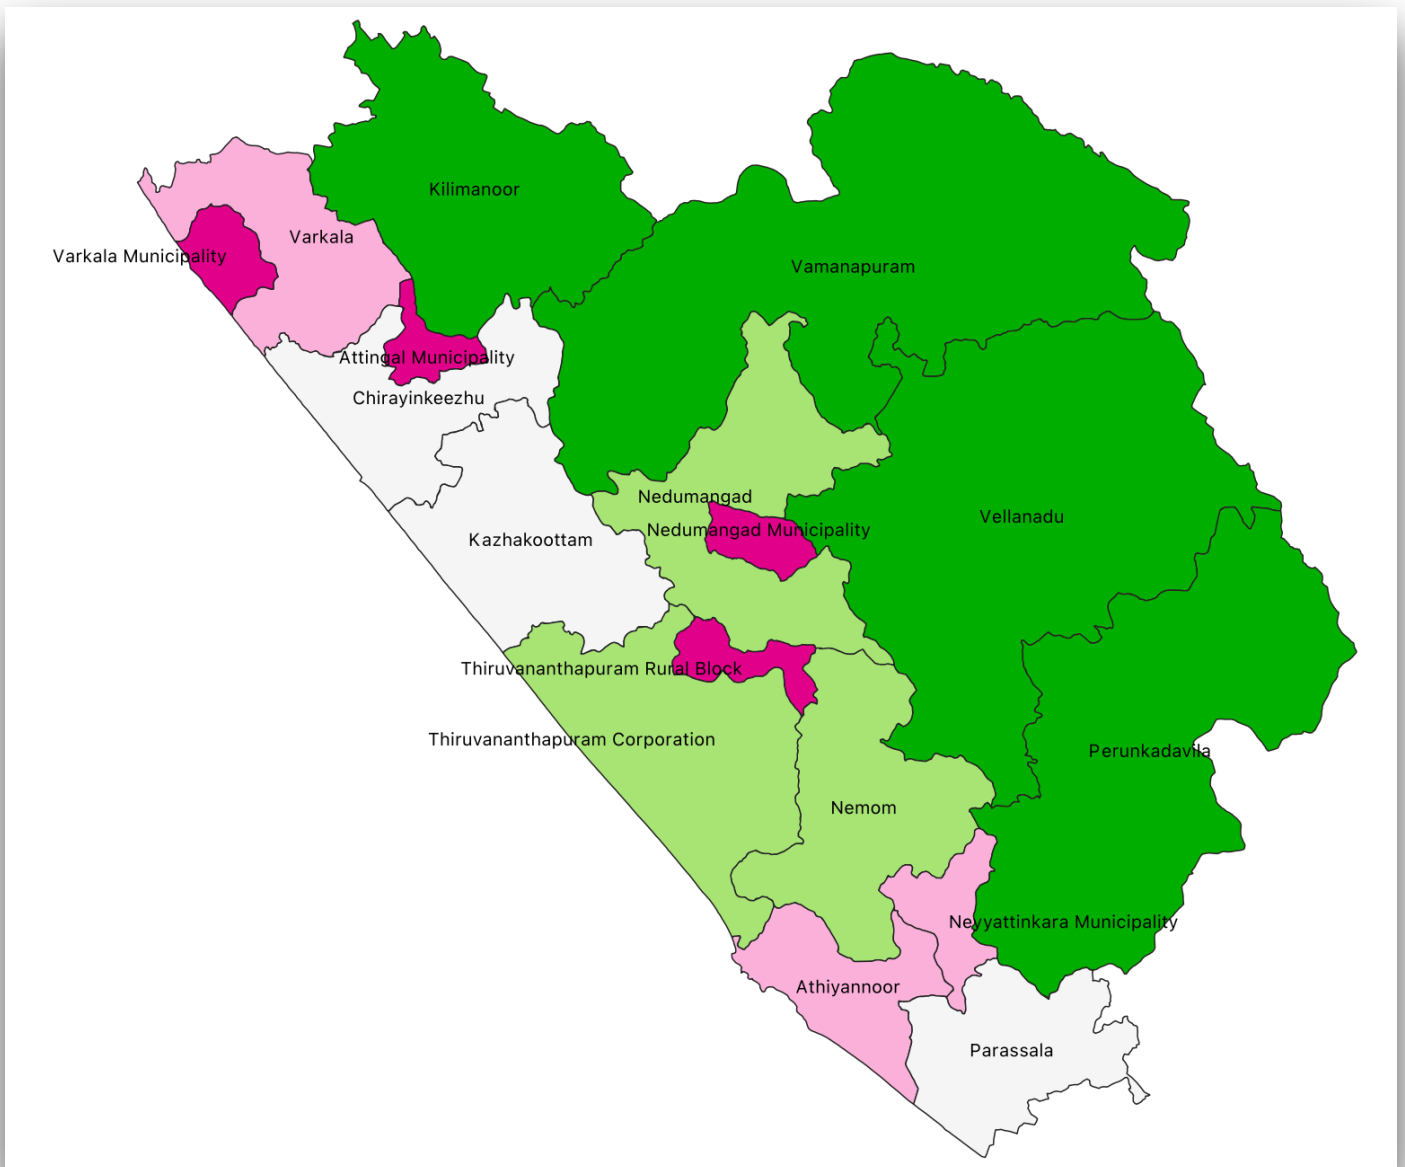 Kilimanoor
Varkala
Varkala Municipality
Vamanapuram
Attingal Municipality
Chirayinkeezhu
Nedumangad
Vellanadu
Nedumangad Municipality
Kazhakoottam
Thiruvananthapuram Rural Block
Thiruvananthapuram Corporation
Perunkadavila
Nemom
Neyyattinkara Municipality
Athiyannoor
Parassala